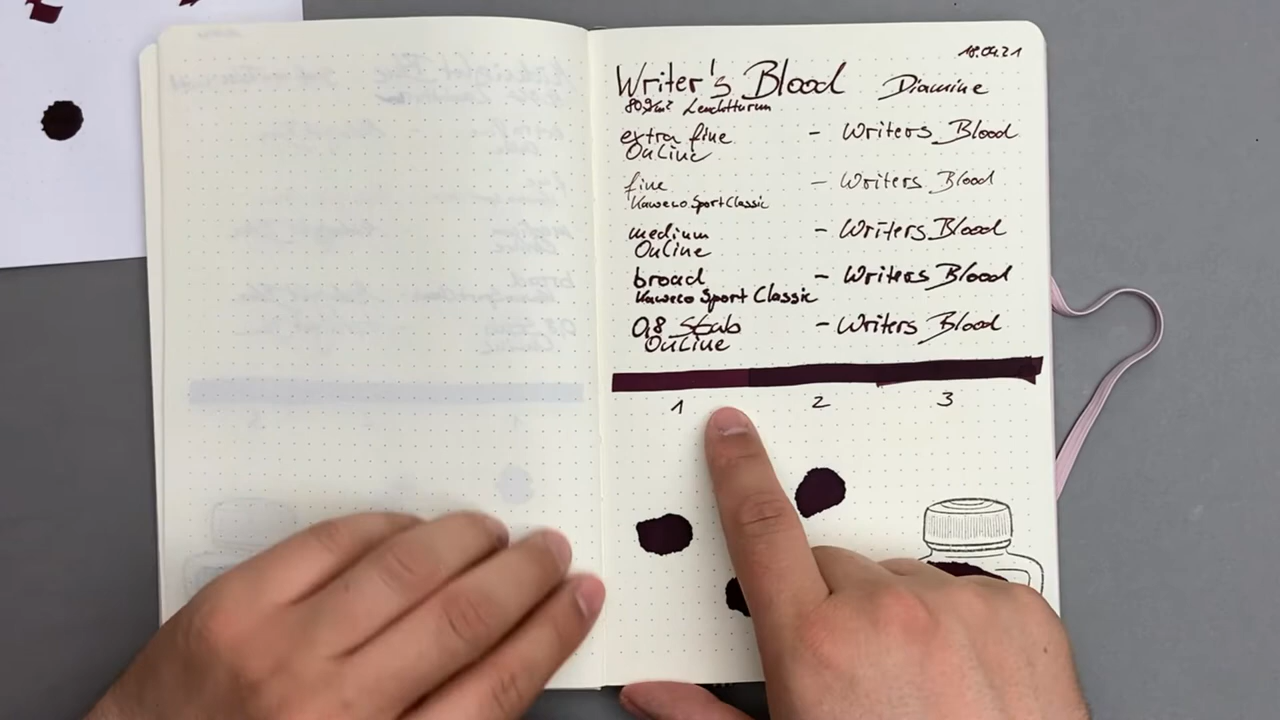 18.04.21
Writer's Blood Diamine
80g/m² Leuchtturm
extra fine - Writers Blood
OnLine
fine - Writers Blood
Kaweco Sport Classic
medium - Writers Blood
OnLine
broad - Writers Blood
Kaweco Sport Classic
0,8 Stub - Writers Blood
OnLine
1 2 3